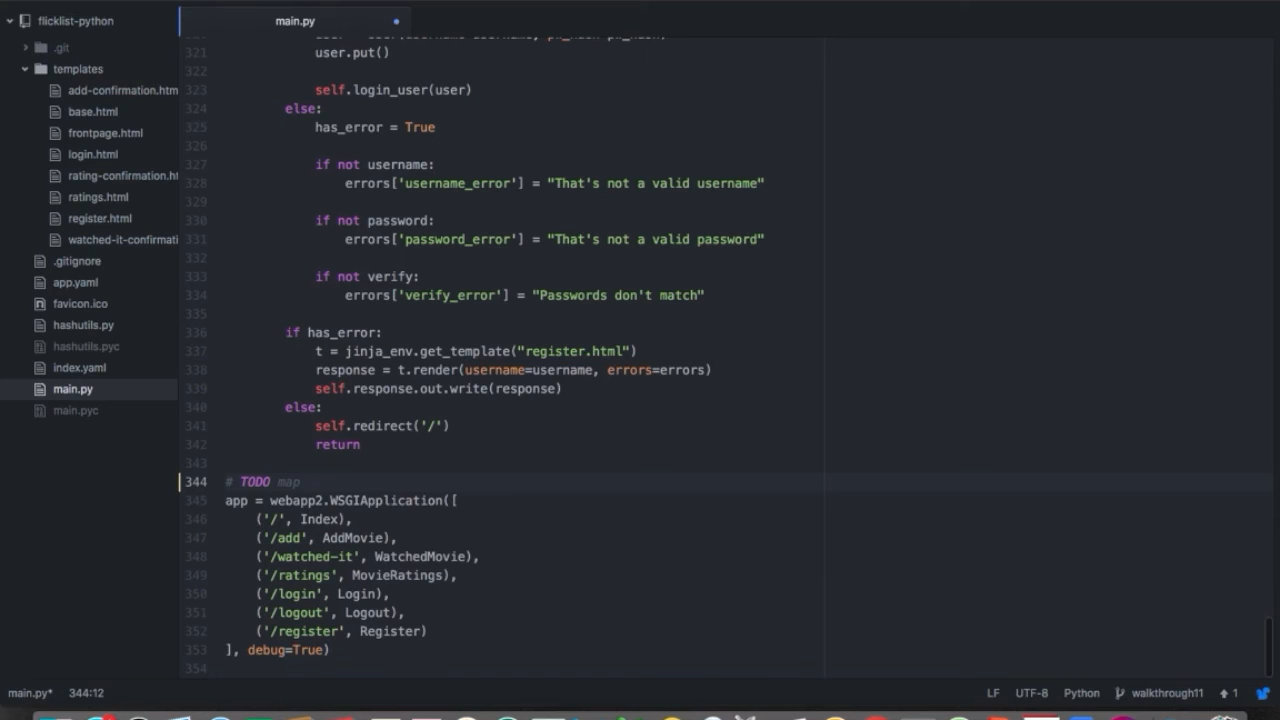 flicklist-python
.git
templates
add-confirmation.htm
base.html
frontpage.html
login.html
rating-confirmation.ht
ratings.html
register.html
watched-it-confirmati
.gitignore
app.yaml
favicon.ico
hashutils.py
hashutils.pyc
index.yaml
main.py
main.pyc
main.py
321 user.put()
322
323 self.login_user(user)
324 else:
325 has_error = True
326
327 if not username:
328 errors['username_error'] = "That's not a valid username"
329
330 if not password:
331 errors['password_error'] = "That's not a valid password"
332
333 if not verify:
334 errors['verify_error'] = "Passwords don't match"
335
336 if has_error:
337 t = jinja_env.get_template("register.html")
338 response = t.render(username=username, errors=errors)
339 self.response.out.write(response)
340 else:
341 self.redirect('/')
342 return
343
344 # TODO map
345 app = webapp2.WSGIApplication([
346 ('/', Index),
347 ('/add', AddMovie),
348 ('/watched-it', WatchedMovie),
349 ('/ratings', MovieRatings),
350 ('/login', Login),
351 ('/logout', Logout),
352 ('/register', Register)
353 ], debug=True)
354
main.py* 344:12 LF UTF-8 Python walkthrough11 1